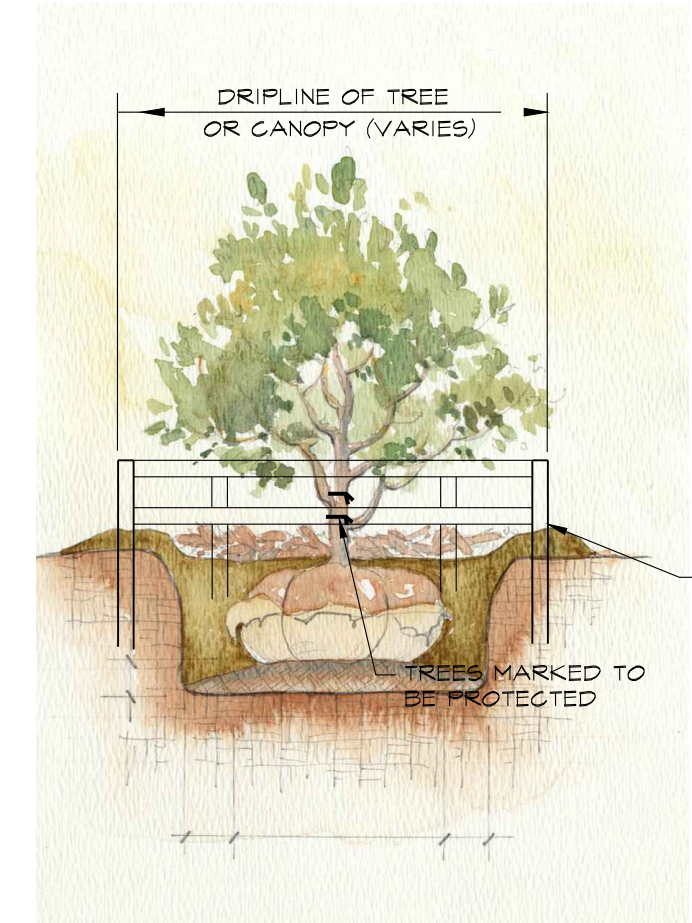 DRIPLINE OF TREE
OR CANOPY (VARIES)
TREES MARKED TO
BE PROTECTED